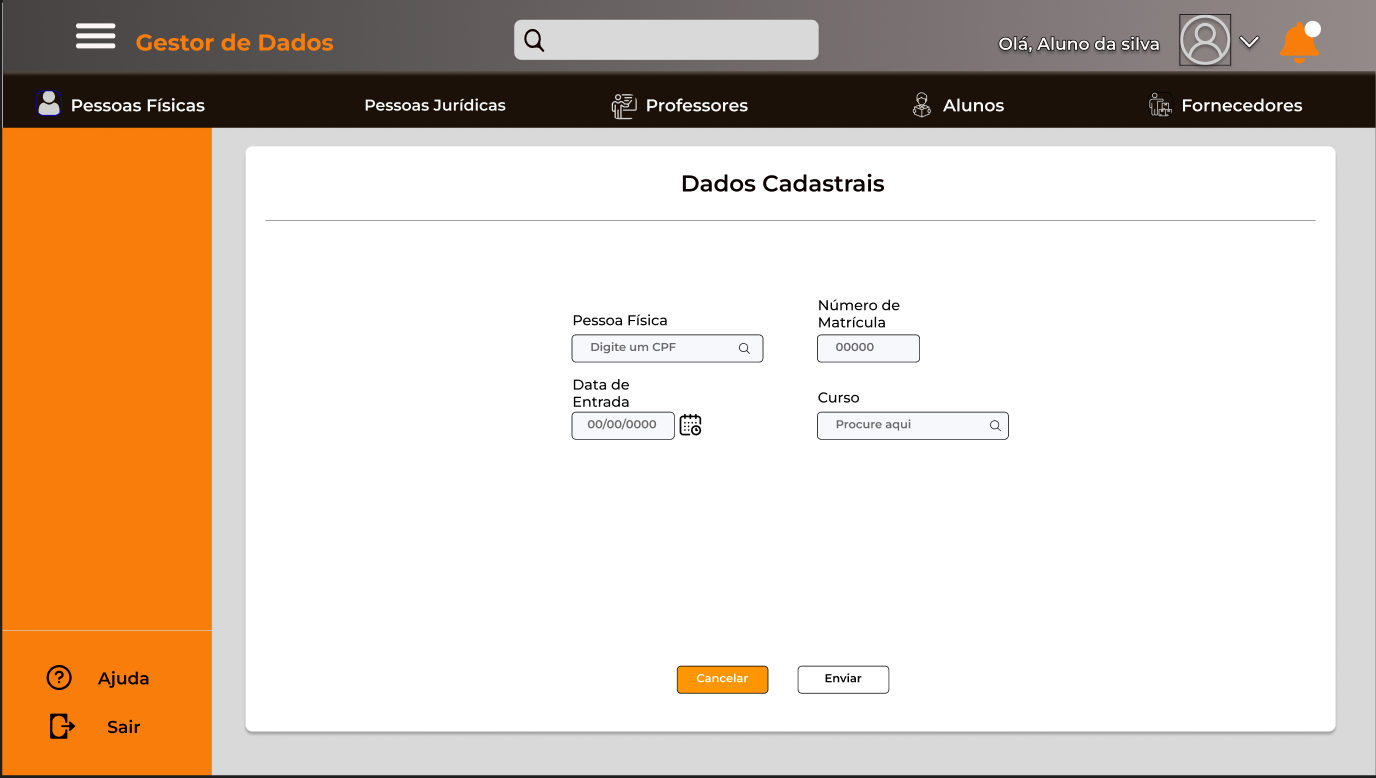 Gestor de Dados
Olá, Aluno da silva
Pessoas Físicas
Pessoas Jurídicas
Professores
Alunos
Fornecedores
Dados Cadastrais
Pessoa Física
Digite um CPF
Número de
Matrícula
00000
Data de
Entrada
00/00/0000
Curso
Procure aqui
Cancelar
Enviar
Ajuda
Sair